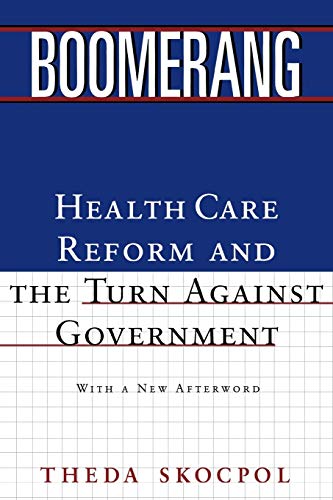 BOOMERANG
HEALTH CARE
REFORM AND
THE TURN AGAINST
GOVERNMENT
WITH A NEW AFTERWORD
THEDA SKOCPOL